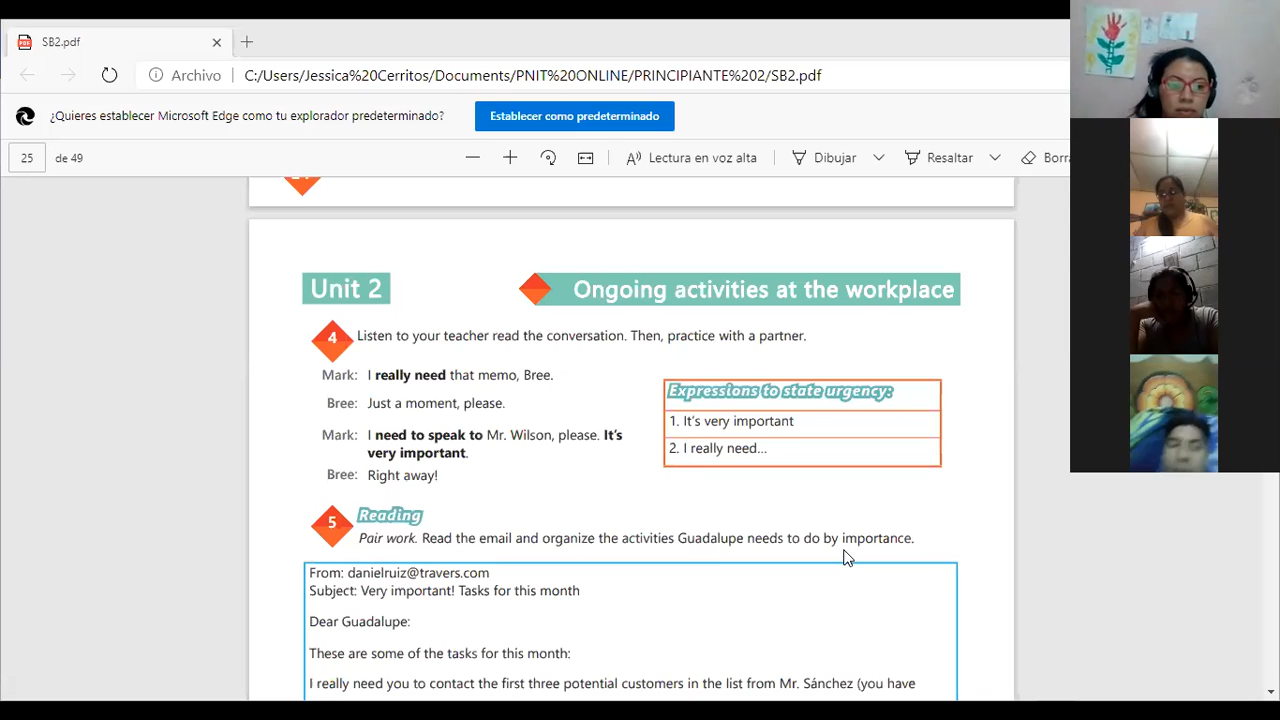 SB2.pdf
Archivo C:/Users/Jessica%20Cerritos/Documents/PNIT%20ONLINE/PRINCIPIANTE%202/SB2.pdf
¿Quieres establecer Microsoft Edge como tu explorador predeterminado? Establecer como predeterminado
25 de 49 Lectura en voz alta Dibujar Resaltar Borra
Unit 2 Ongoing activities at the workplace
4 Listen to your teacher read the conversation. Then, practice with a partner.
Mark: I really need that memo, Bree.
Bree: Just a moment, please.
Mark: I need to speak to Mr. Wilson, please. It's
very important.
Bree: Right away!
Expressions to state urgency:
1. It's very important
2. I really need...
5 Reading
Pair work. Read the email and organize the activities Guadalupe needs to do by importance.
From: danielruiz@travers.com
Subject: Very important! Tasks for this month
Dear Guadalupe:
These are some of the tasks for this month:
I really need you to contact the first three potential customers in the list from Mr. Sánchez (you have